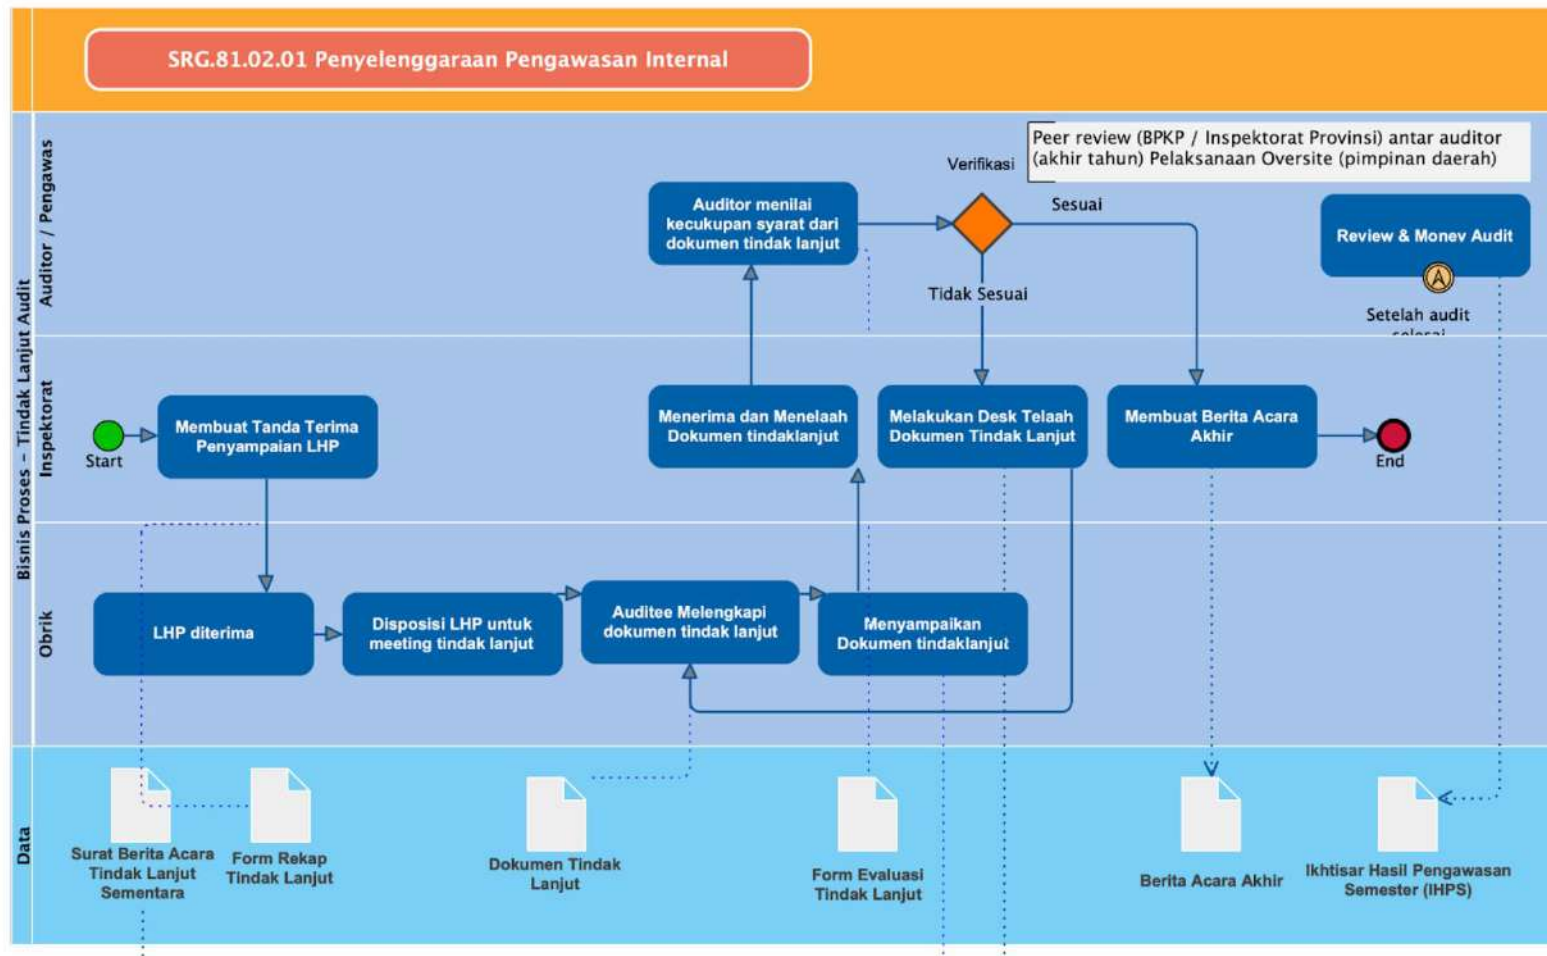 SRG.81.02.01 Penyelenggaraan Pengawasan Internal
Bisnis Proses – Tindak Lanjut Audit
Auditor / Pengawas
Peer review (BPKP / Inspektorat Provinsi) antar auditor
(akhir tahun) Pelaksanaan Oversite (pimpinan daerah)
Verifikasi
Auditor menilai
kecukupan syarat dari
dokumen tindak lanjut
Sesuai
Tidak Sesuai
Review & Monev Audit
A
Setelah audit
selesai
Inspektorat
Start
Membuat Tanda Terima
Penyampaian LHP
Menerima dan Menelaah
Dokumen tindaklanjut
Melakukan Desk Telaah
Dokumen Tindak Lanjut
Membuat Berita Acara
Akhir
End
Obrik
LHP diterima
Disposisi LHP untuk
meeting tindak lanjut
Auditee Melengkapi
dokumen tindak lanjut
Menyampaikan
Dokumen tindaklanjut
Data
Surat Berita Acara
Tindak Lanjut
Sementara
Form Rekap
Tindak Lanjut
Dokumen Tindak
Lanjut
Form Evaluasi
Tindak Lanjut
Berita Acara Akhir
Ikhtisar Hasil Pengawasan
Semester (IHPS)